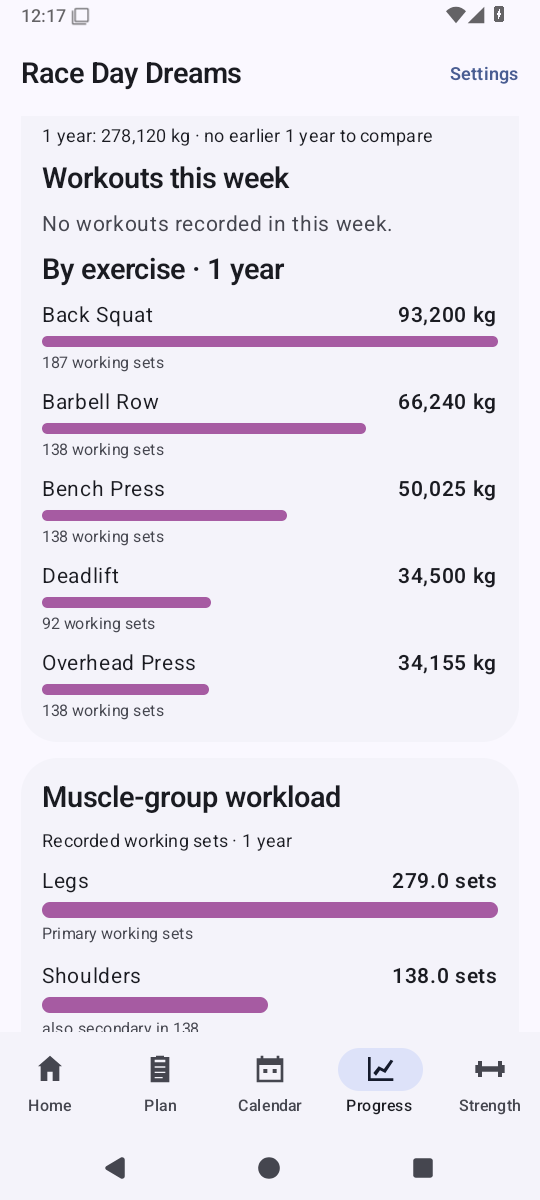 12:17
Race Day Dreams
Settings
1 year: 278,120 kg · no earlier 1 year to compare
Workouts this week
No workouts recorded in this week.
By exercise · 1 year
Back Squat 93,200 kg
187 working sets
Barbell Row 66,240 kg
138 working sets
Bench Press 50,025 kg
138 working sets
Deadlift 34,500 kg
92 working sets
Overhead Press 34,155 kg
138 working sets
Muscle-group workload
Recorded working sets · 1 year
Legs 279.0 sets
Primary working sets
Shoulders 138.0 sets
also secondary in 138
Home Plan Calendar Progress Strength